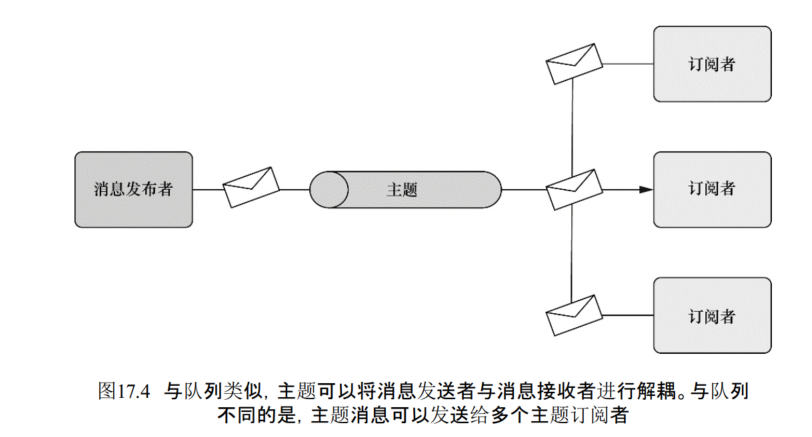 订阅者
消息发布者
主题
订阅者
订阅者
图17.4 与队列类似，主题可以将消息发送者与消息接收者进行解耦。与队列
不同的是，主题消息可以发送给多个主题订阅者